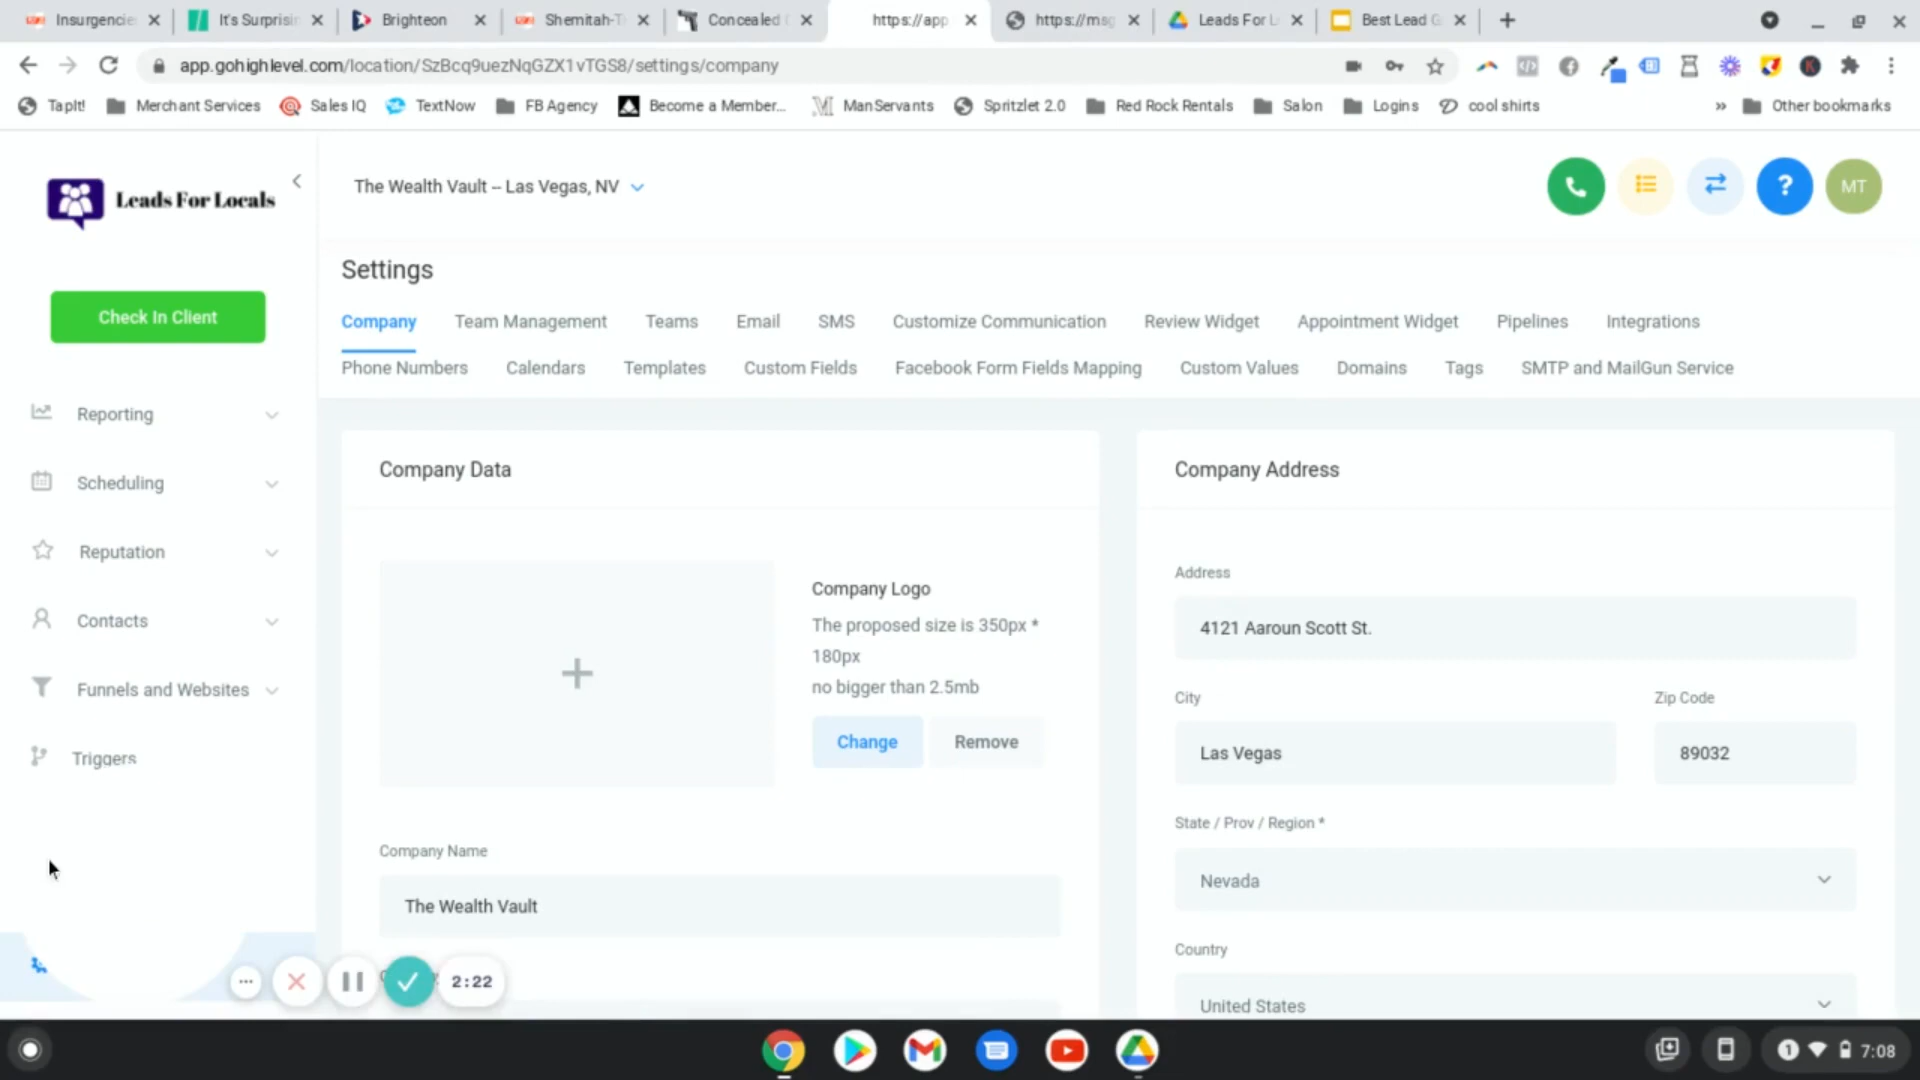 Insurgencie
It's Surprisi
Brighteon
Shemitah-T
Concealed
https://app
https://msg
Leads For L
Best Lead G
app.gohighlevel.com/location/SzBcq9uezNqGZX1vTGS8/settings/company
TapIt!
Merchant Services
Sales IQ
TextNow
FB Agency
Become a Member...
ManServants
Spritzlet 2.0
Red Rock Rentals
Salon
Logins
cool shirts
»
Other bookmarks
Leads For Locals
The Wealth Vault – Las Vegas, NV
?
MT
Settings
Check In Client
Company
Team Management
Teams
Email
SMS
Customize Communication
Review Widget
Appointment Widget
Pipelines
Integrations
Phone Numbers
Calendars
Templates
Custom Fields
Facebook Form Fields Mapping
Custom Values
Domains
Tags
SMTP and MailGun Service
Reporting
Scheduling
Reputation
Contacts
Funnels and Websites
Triggers
Company Data
Company Logo
The proposed size is 350px *
180px
no bigger than 2.5mb
Change
Remove
Company Name
The Wealth Vault
Company Address
Address
4121 Aaroun Scott St.
City
Zip Code
Las Vegas
89032
State / Prov / Region *
Nevada
Country
United States
2:22
1
7:08